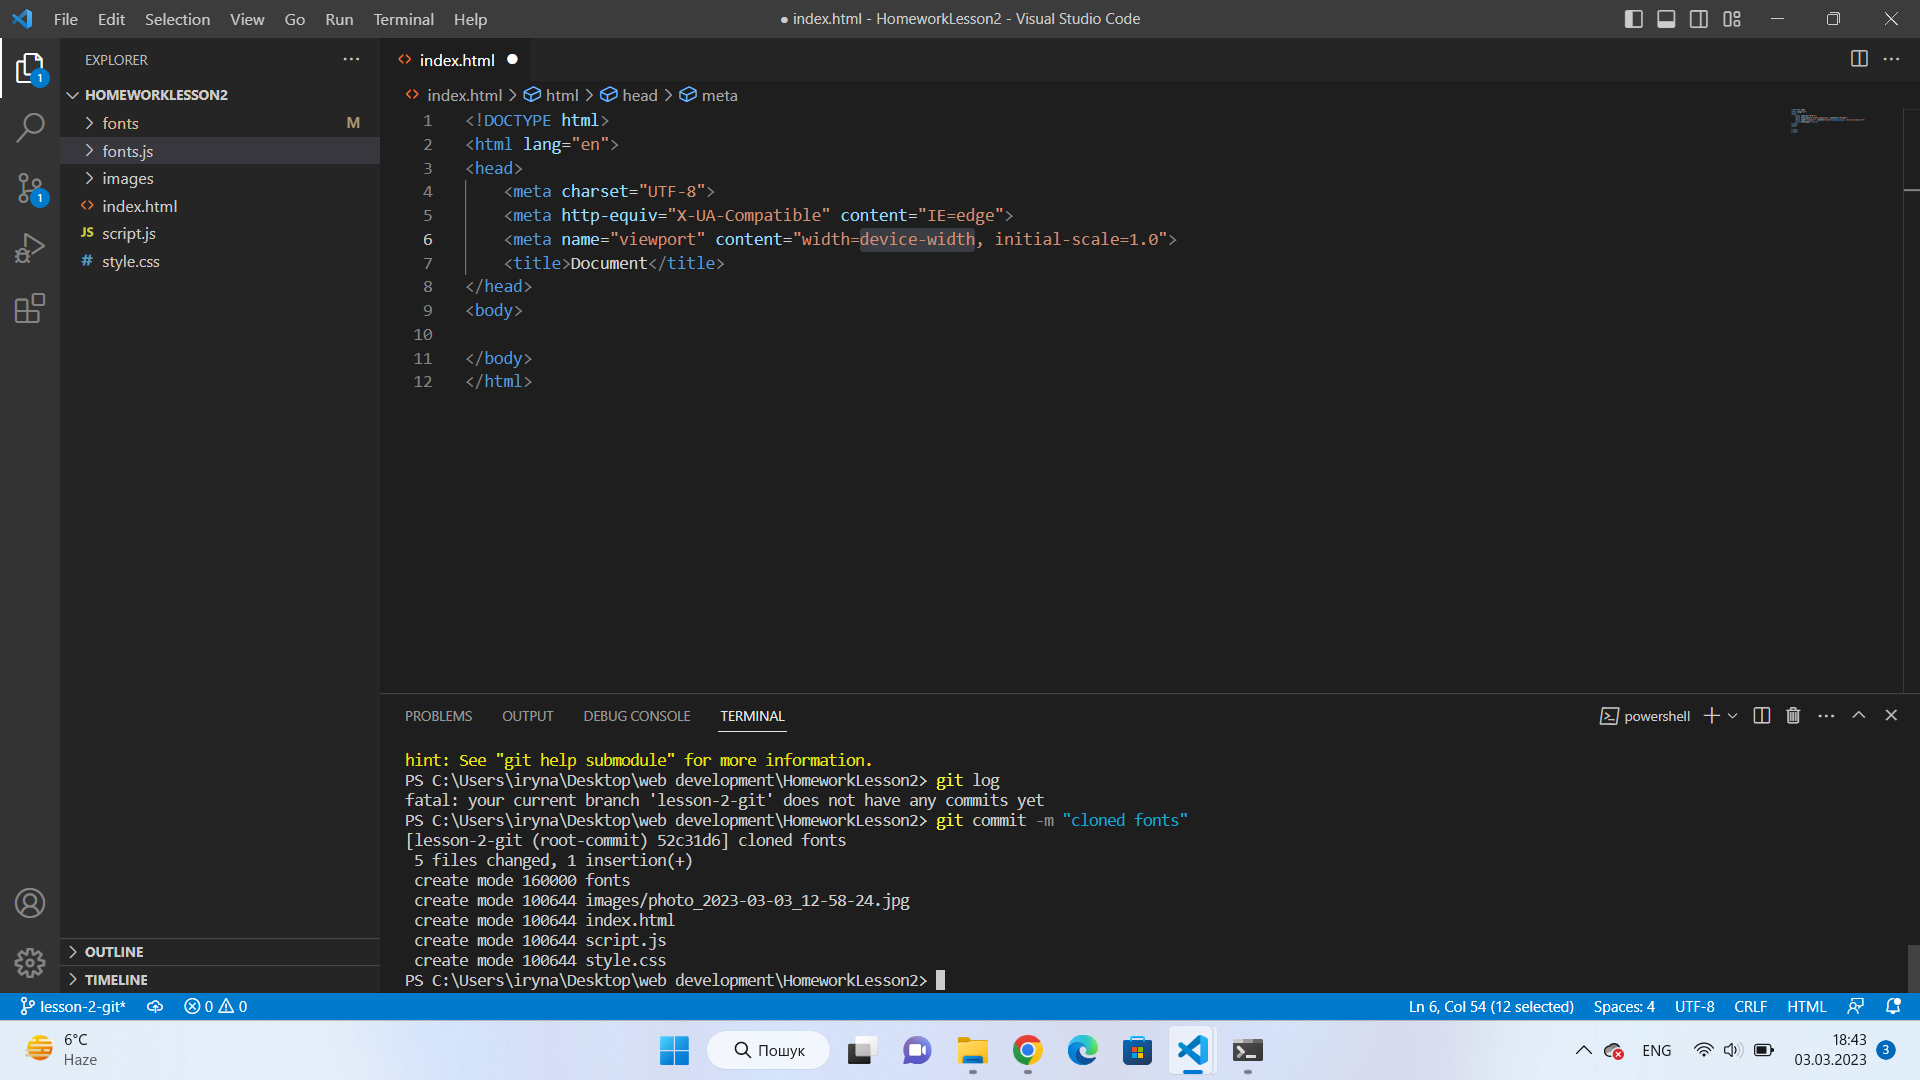 File Edit Selection View Go Run Terminal Help
● index.html - HomeworkLesson2 - Visual Studio Code
EXPLORER
HOMEWORKLESSON2
fonts M
fonts.js
images
index.html
JS script.js
# style.css
OUTLINE
TIMELINE
1
1
index.html
index.html > html > head > meta
1 <!DOCTYPE html>
2 <html lang="en">
3 <head>
4 <meta charset="UTF-8">
5 <meta http-equiv="X-UA-Compatible" content="IE=edge">
6 <meta name="viewport" content="width=device-width, initial-scale=1.0">
7 <title>Document</title>
8 </head>
9 <body>
10
11 </body>
12 </html>
PROBLEMS OUTPUT DEBUG CONSOLE TERMINAL
powershell
hint: See "git help submodule" for more information.
PS C:\Users\iryna\Desktop\web development\HomeworkLesson2> git log
fatal: your current branch 'lesson-2-git' does not have any commits yet
PS C:\Users\iryna\Desktop\web development\HomeworkLesson2> git commit -m "cloned fonts"
[lesson-2-git (root-commit) 52c31d6] cloned fonts
5 files changed, 1 insertion(+)
create mode 160000 fonts
create mode 100644 images/photo_2023-03-03_12-58-24.jpg
create mode 100644 index.html
create mode 100644 script.js
create mode 100644 style.css
PS C:\Users\iryna\Desktop\web development\HomeworkLesson2>
lesson-2-git* 0 0
Ln 6, Col 54 (12 selected) Spaces: 4 UTF-8 CRLF HTML
6°C
Haze
Пошук
ENG
18:43
03.03.2023
3